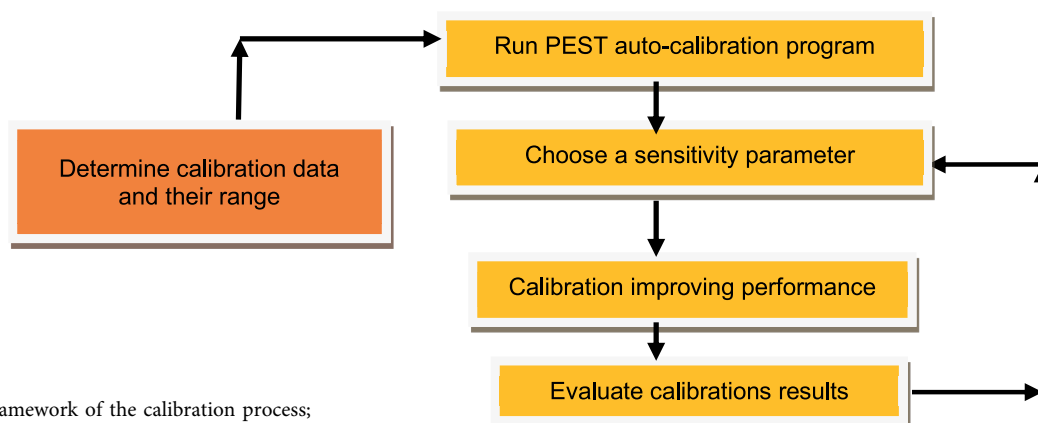 Run PEST auto-calibration program
Determine calibration data
and their range
Choose a sensitivity parameter
Calibration improving performance
Evaluate calibrations results
amework of the calibration process;